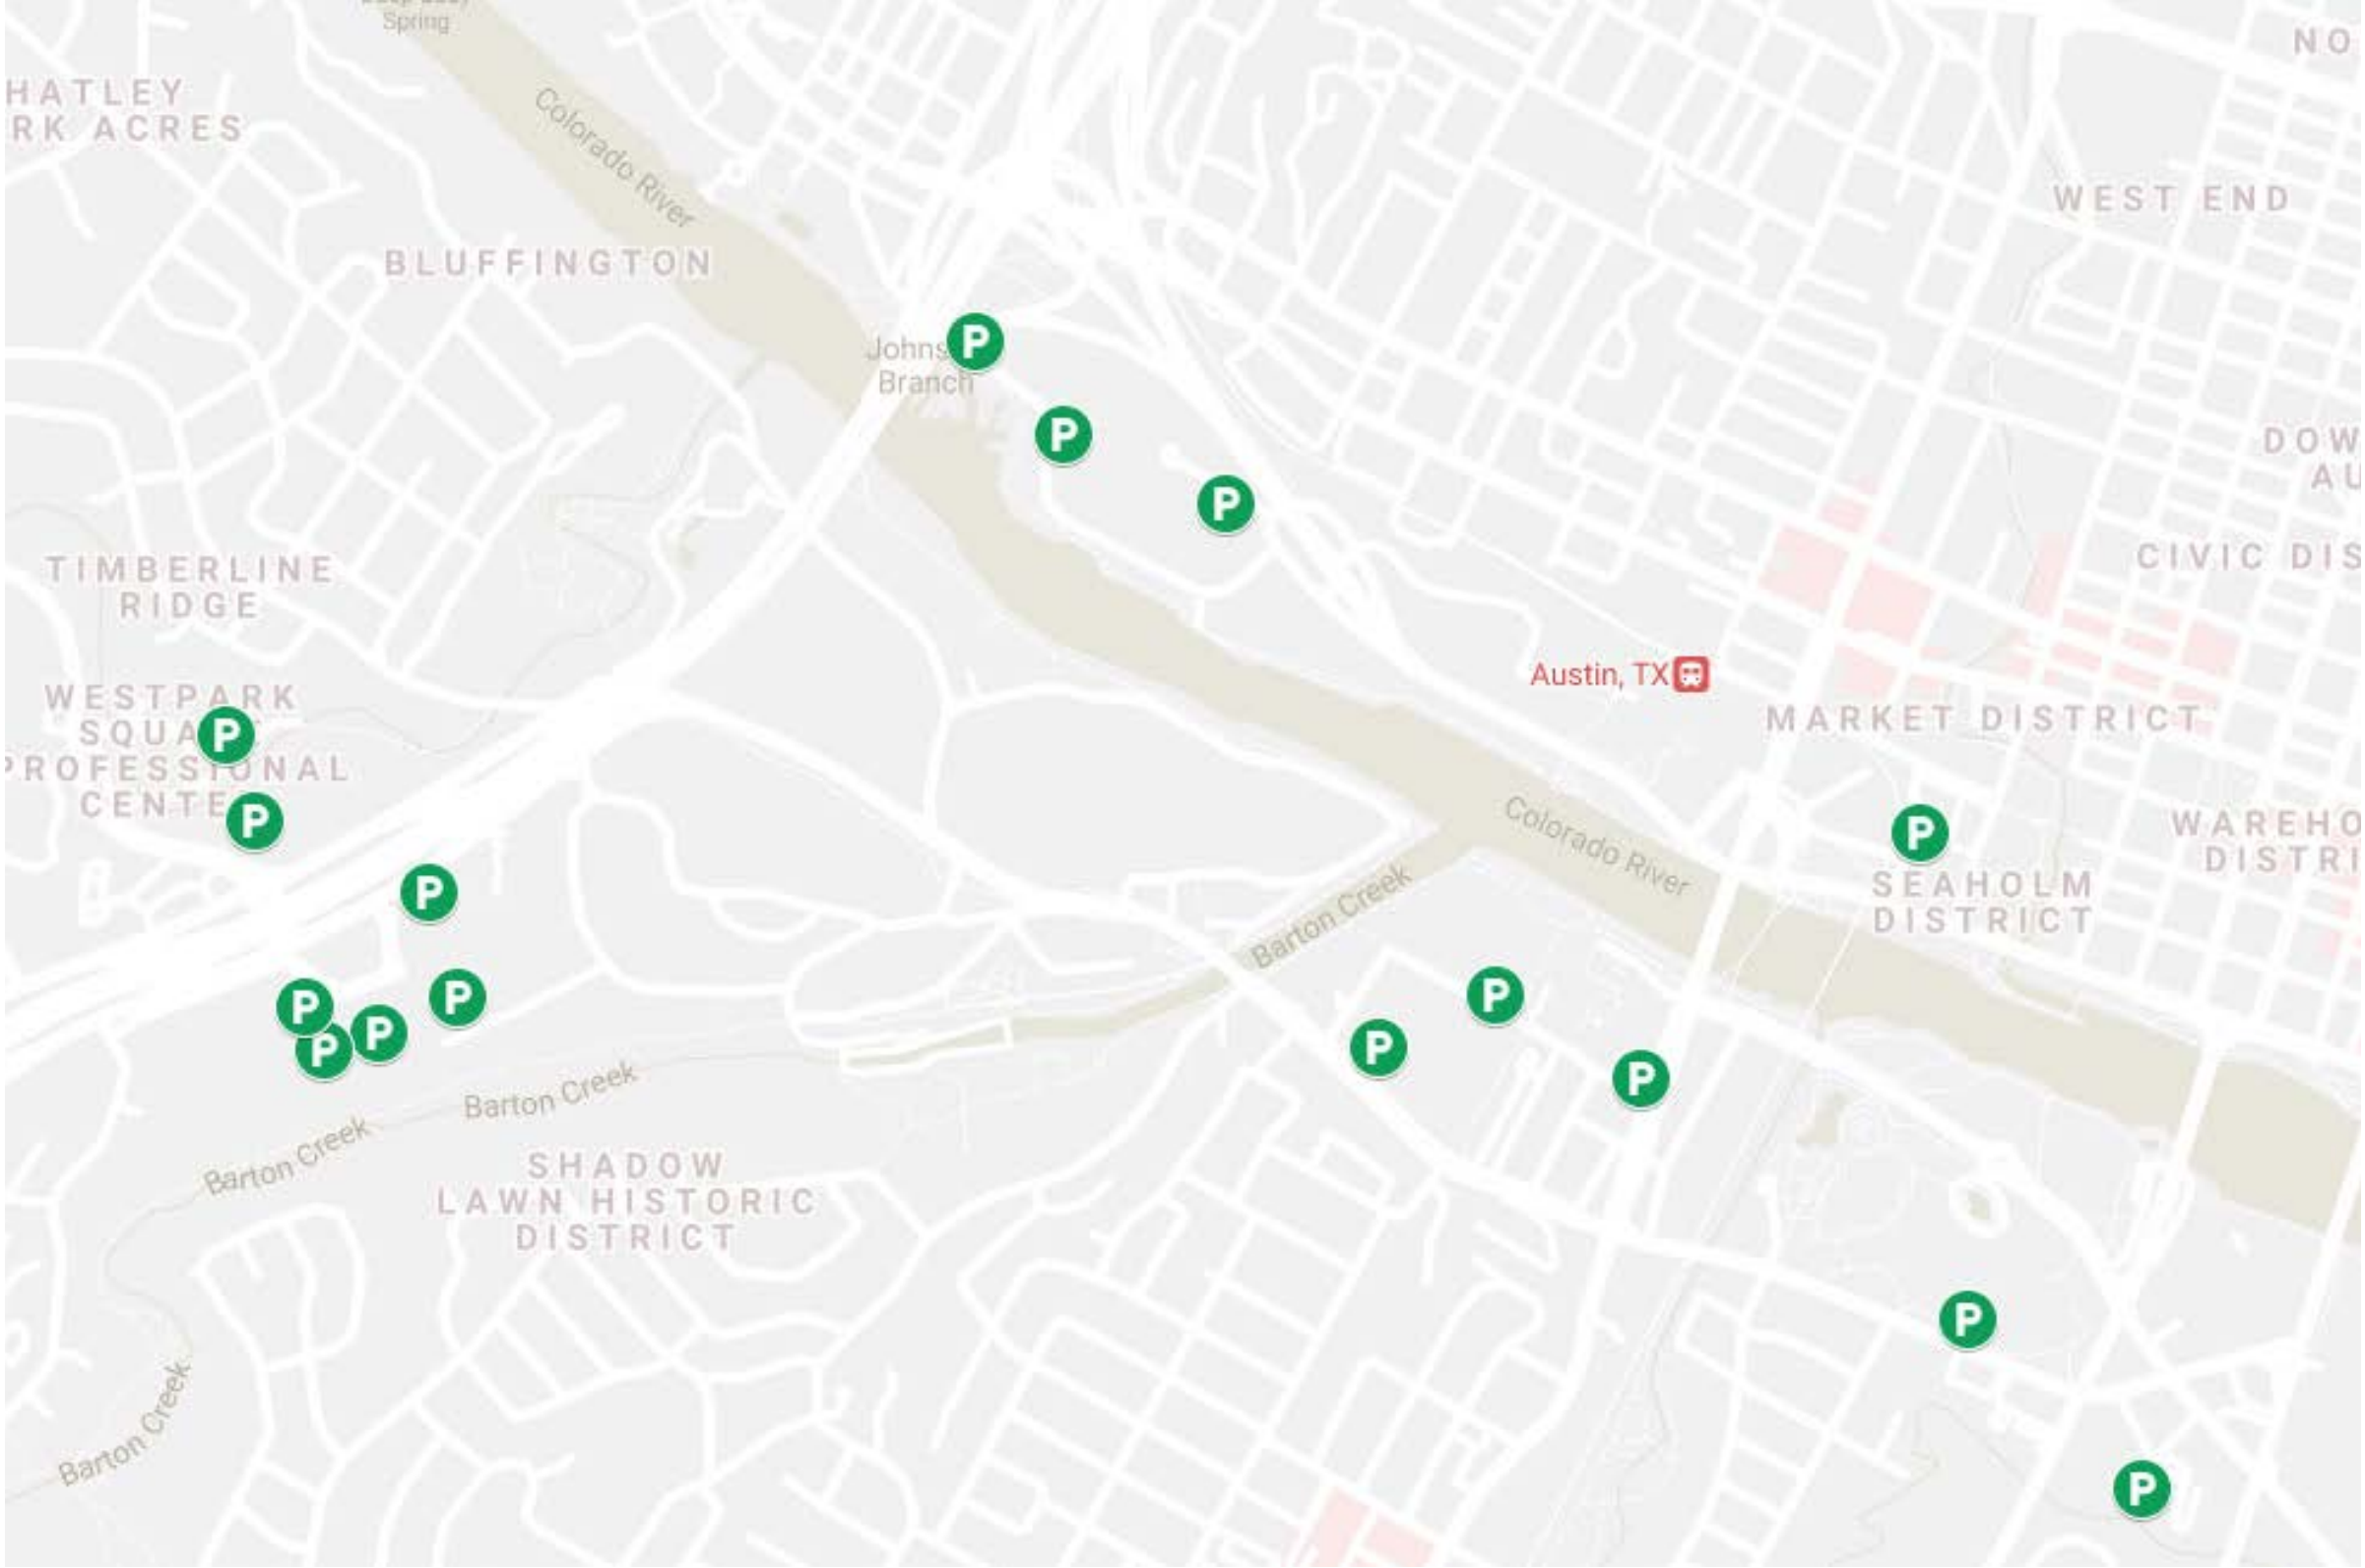 Spring
NO
HATLEY
RK ACRES
Colorado River
WEST END
BLUFFINGTON
P
Johns
Branch
P
DOW
AU
P
CIVIC DIS
TIMBERLINE
RIDGE
Austin, TX
WESTPARK
SQUA
P
PROFESSIONAL
CENTE
P
MARKET DISTRICT
Colorado River
P
WAREHO
DISTRI
SEAHOLM
DISTRICT
P
Barton Creek
P
P
P
P
P
P
P
Barton Creek
Barton Creek
SHADOW
LAWN HISTORIC
DISTRICT
P
Barton Creek
P